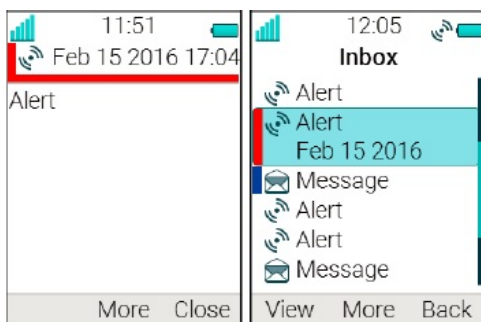 11:51
Feb 15 2016 17:04
Alert
More Close
12:05
Inbox
Alert
Alert
Feb 15 2016
Message
Alert
Alert
Message
View More Back